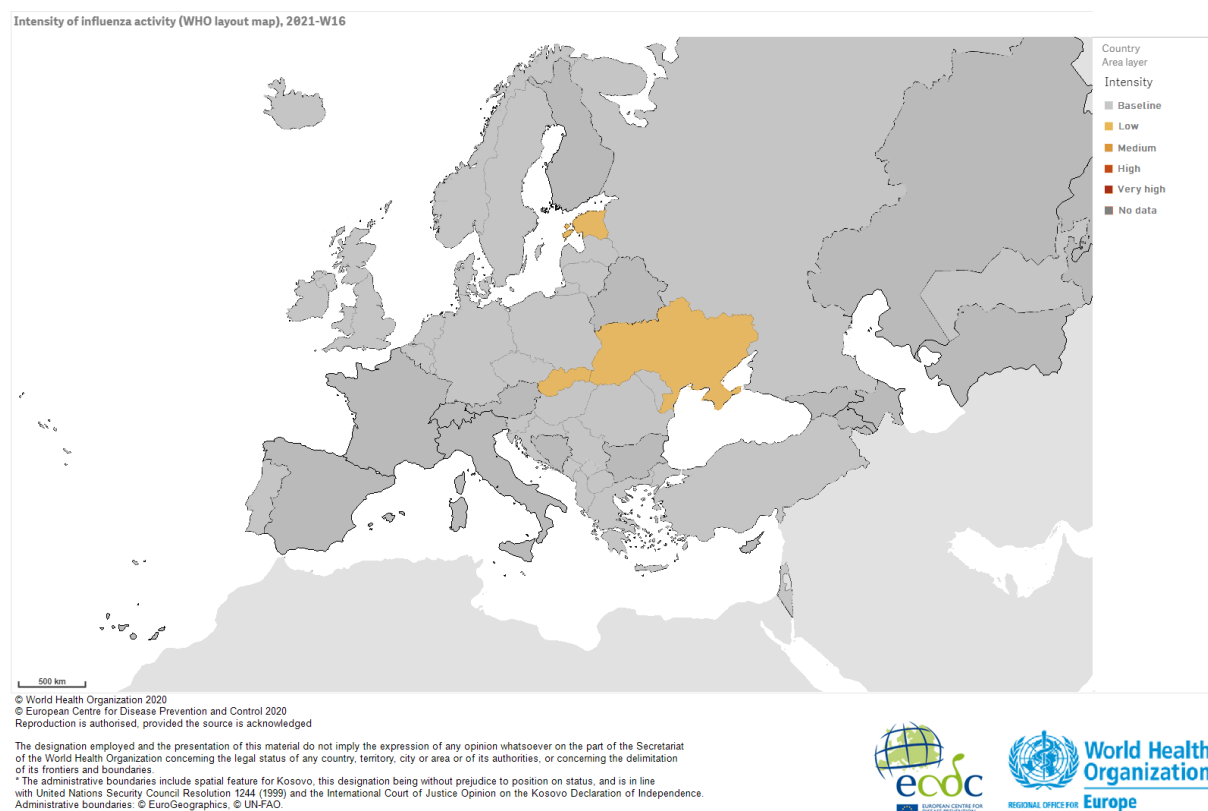 Intensity of influenza activity (WHO layout map), 2021-W16
Country
Area layer
Intensity
Baseline
Low
Medium
High
Very high
No data
500 km
© World Health Organization 2020
© European Centre for Disease Prevention and Control 2020
Reproduction is authorised, provided the source is acknowledged
The designation employed and the presentation of this material do not imply the expression of any opinion whatsoever on the part of the Secretariat
of the World Health Organization concerning the legal status of any country, territory, city or area or of its authorities, or concerning the delimitation
of its frontiers and boundaries.
* The administrative boundaries include spatial feature for Kosovo, this designation being without prejudice to position on status, and is in line
with United Nations Security Council Resolution 1244 (1999) and the International Court of Justice Opinion on the Kosovo Declaration of Independence.
Administrative boundaries: © EuroGeographics, © UN-FAO.
ecdc
EUROPEAN CENTRE FOR
World Health
Organization
REGIONAL OFFICE FOR Europe